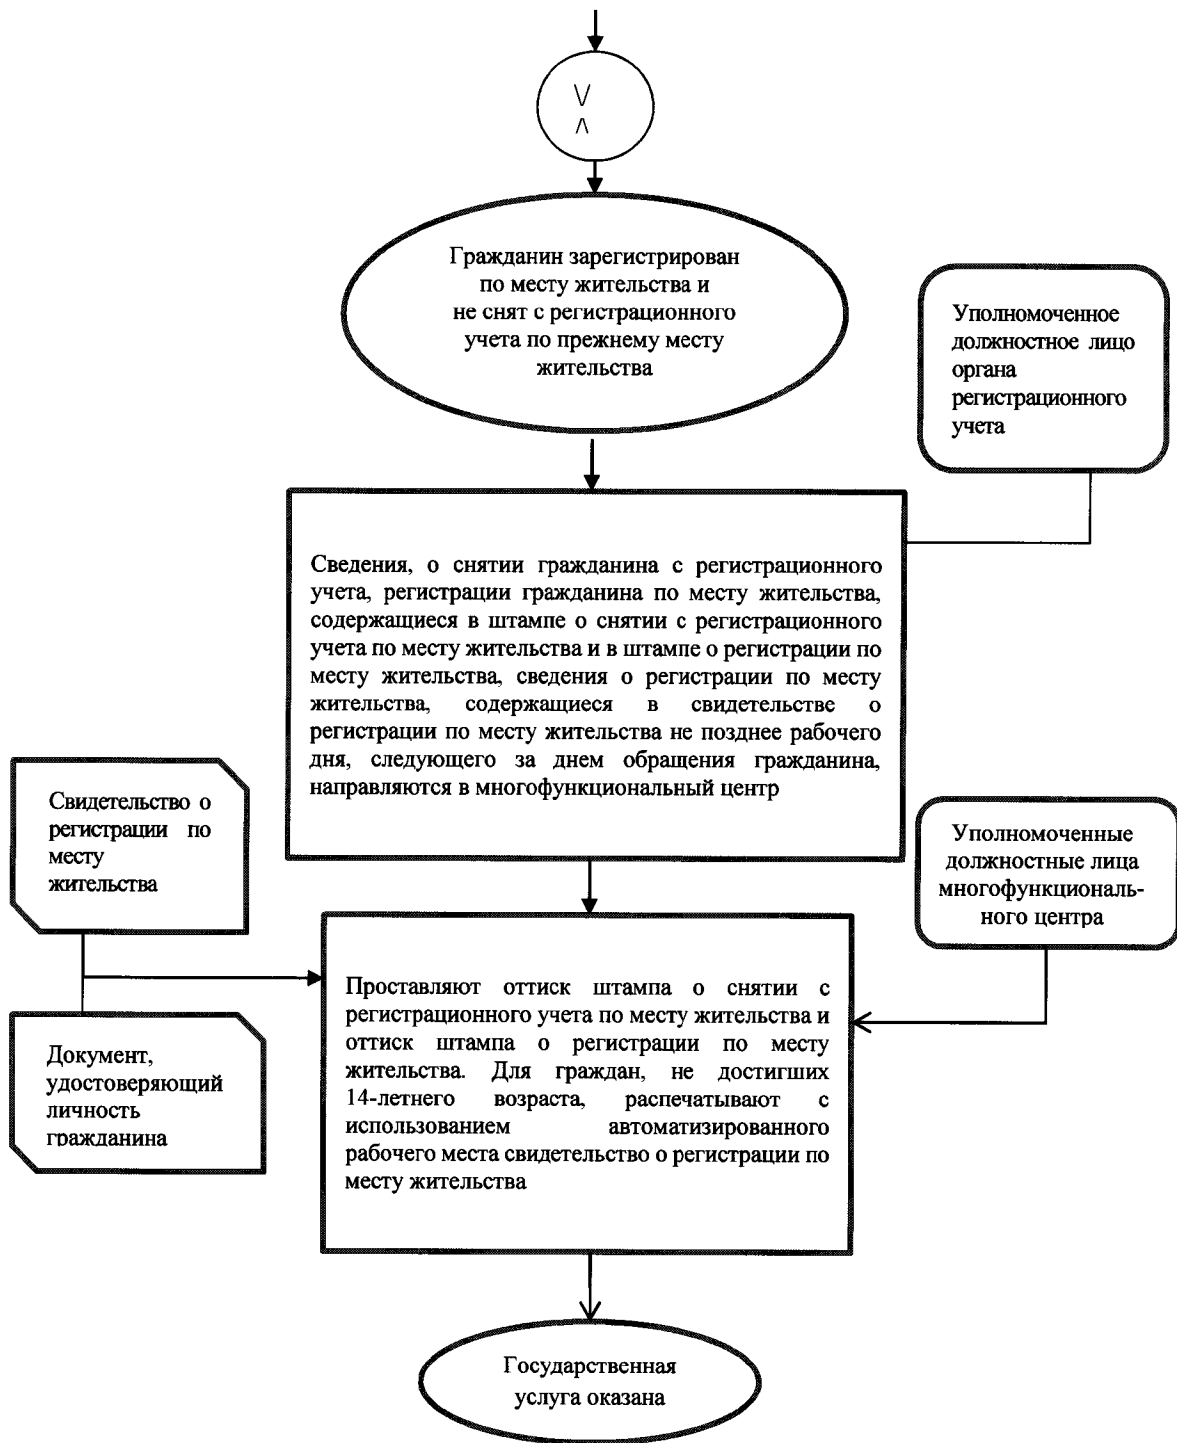 V
Λ
Гражданин зарегистрирован
по месту жительства и
не снят с регистрационного
учета по прежнему месту
жительства
Уполномоченное
должностное лицо
органа
регистрационного
учета
Сведения, о снятии гражданина с регистрационного
учета, регистрации гражданина по месту жительства,
содержащиеся в штампе о снятии с регистрационного
учета по месту жительства и в штампе о регистрации по
месту жительства, сведения о регистрации по месту
жительства, содержащиеся в свидетельстве о
регистрации по месту жительства не позднее рабочего
дня, следующего за днем обращения гражданина,
направляются в многофункциональный центр
Свидетельство о
регистрации по
месту
жительства
Уполномоченные
должностные лица
многофункциональ-
ного центра
Проставляют оттиск штампа о снятии с
регистрационного учета по месту жительства и
оттиск штампа о регистрации по месту
жительства. Для граждан, не достигших
14-летнего возраста, распечатывают с
использованием автоматизированного
рабочего места свидетельство о регистрации по
месту жительства
Документ,
удостоверяющий
личность
гражданина
Государственная
услуга оказана